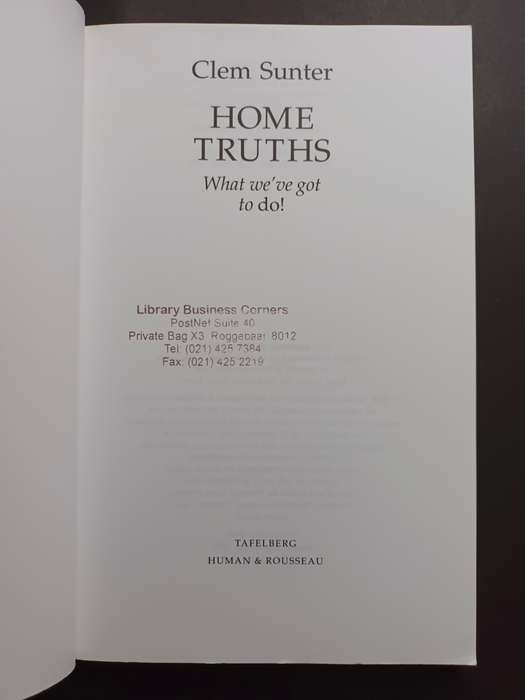 Clem Sunter
HOME
TRUTHS
What we've got
to do!
Library Business Corners
PostNet Suite 40
Private Bag X3 Roggebaai 8012
Tel: (021) 425 7384
Fax: (021) 425 2219
TAFELBERG
HUMAN & ROUSSEAU